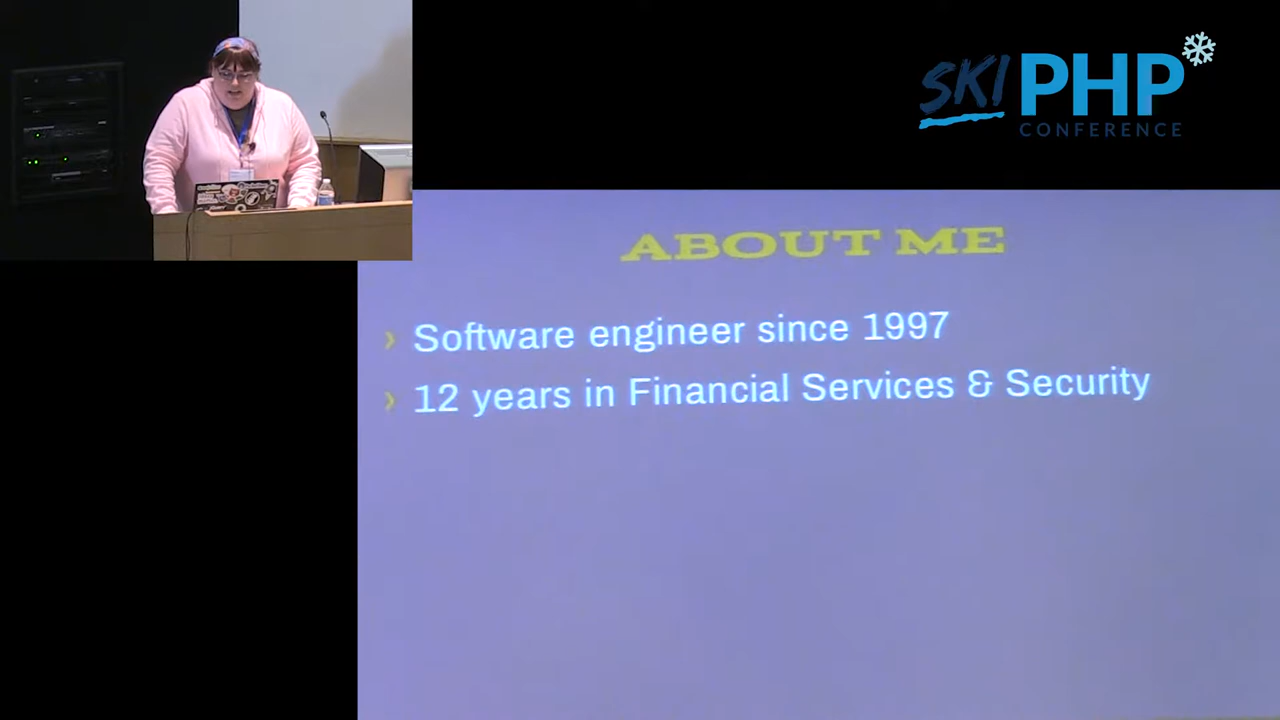 SKI PHP
CONFERENCE
ABOUT ME
› Software engineer since 1997
› 12 years in Financial Services & Security